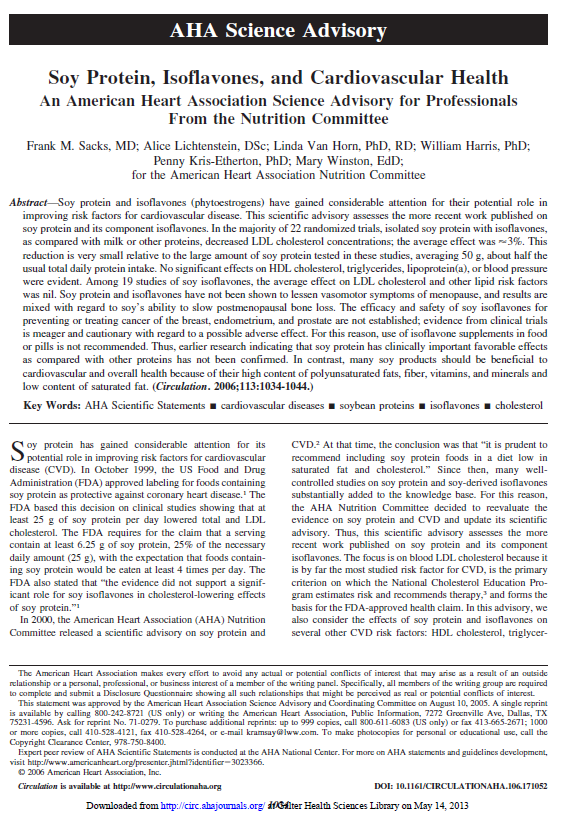 AHA Science Advisory
Soy Protein, Isoflavones, and Cardiovascular Health
An American Heart Association Science Advisory for Professionals
From the Nutrition Committee
Frank M. Sacks, MD; Alice Lichtenstein, DSc; Linda Van Horn, PhD, RD; William Harris, PhD;
Penny Kris-Etherton, PhD; Mary Winston, EdD;
for the American Heart Association Nutrition Committee
Abstract—Soy protein and isoflavones (phytoestrogens) have gained considerable attention for their potential role in
improving risk factors for cardiovascular disease. This scientific advisory assesses the more recent work published on
soy protein and its component isoflavones. In the majority of 22 randomized trials, isolated soy protein with isoflavones,
as compared with milk or other proteins, decreased LDL cholesterol concentrations; the average effect was ≈3%. This
reduction is very small relative to the large amount of soy protein tested in these studies, averaging 50 g, about half the
usual total daily protein intake. No significant effects on HDL cholesterol, triglycerides, lipoprotein(a), or blood pressure
were evident. Among 19 studies of soy isoflavones, the average effect on LDL cholesterol and other lipid risk factors
was nil. Soy protein and isoflavones have not been shown to lessen vasomotor symptoms of menopause, and results are
mixed with regard to soy's ability to slow postmenopausal bone loss. The efficacy and safety of soy isoflavones for
preventing or treating cancer of the breast, endometrium, and prostate are not established; evidence from clinical trials
is meager and cautionary with regard to a possible adverse effect. For this reason, use of isoflavone supplements in food
or pills is not recommended. Thus, earlier research indicating that soy protein has clinically important favorable effects
as compared with other proteins has not been confirmed. In contrast, many soy products should be beneficial to
cardiovascular and overall health because of their high content of polyunsaturated fats, fiber, vitamins, and minerals and
low content of saturated fat. (Circulation. 2006;113:1034-1044.)
Key Words: AHA Scientific Statements ■ cardiovascular diseases ■ soybean proteins ■ isoflavones ■ cholesterol
Soy protein has gained considerable attention for its
potential role in improving risk factors for cardiovascular
disease (CVD). In October 1999, the US Food and Drug
Administration (FDA) approved labeling for foods containing
soy protein as protective against coronary heart disease.¹ The
FDA based this decision on clinical studies showing that at
least 25 g of soy protein per day lowered total and LDL
cholesterol. The FDA requires for the claim that a serving
contain at least 6.25 g of soy protein, 25% of the necessary
daily amount (25 g), with the expectation that foods contain-
ing soy protein would be eaten at least 4 times per day. The
FDA also stated that "the evidence did not support a signif-
icant role for soy isoflavones in cholesterol-lowering effects
of soy protein."¹
In 2000, the American Heart Association (AHA) Nutrition
Committee released a scientific advisory on soy protein and
CVD.² At that time, the conclusion was that "it is prudent to
recommend including soy protein foods in a diet low in
saturated fat and cholesterol." Since then, many well-
controlled studies on soy protein and soy-derived isoflavones
substantially added to the knowledge base. For this reason,
the AHA Nutrition Committee decided to reevaluate the
evidence on soy protein and CVD and update its scientific
advisory. Thus, this scientific advisory assesses the more
recent work published on soy protein and its component
isoflavones. The focus is on blood LDL cholesterol because it
is by far the most studied risk factor for CVD, is the primary
criterion on which the National Cholesterol Education Pro-
gram estimates risk and recommends therapy,³ and forms the
basis for the FDA-approved health claim. In this advisory, we
also consider the effects of soy protein and isoflavones on
several other CVD risk factors: HDL cholesterol, triglycer-
The American Heart Association makes every effort to avoid any actual or potential conflicts of interest that may arise as a result of an outside
relationship or a personal, professional, or business interest of a member of the writing panel. Specifically, all members of the writing group are required
to complete and submit a Disclosure Questionnaire showing all such relationships that might be perceived as real or potential conflicts of interest.
This statement was approved by the American Heart Association Science Advisory and Coordinating Committee on August 10, 2005. A single reprint
is available by calling 800-242-8721 (US only) or writing the American Heart Association, Public Information, 7272 Greenville Ave, Dallas, TX
75231-4596. Ask for reprint No. 71-0279. To purchase additional reprints: up to 999 copies, call 800-611-6083 (US only) or fax 413-665-2671; 1000
or more copies, call 410-528-4121, fax 410-528-4264, or e-mail kramsay@lww.com. To make photocopies for personal or educational use, call the
Copyright Clearance Center, 978-750-8400.
Expert peer review of AHA Scientific Statements is conducted at the AHA National Center. For more on AHA statements and guidelines development,
visit http://www.americanheart.org/presenter.jhtml?identifier=3023366.
© 2006 American Heart Association, Inc.
Circulation is available at http://www.circulationaha.org
DOI: 10.1161/CIRCULATIONAHA.106.171052
Downloaded from http://circ.ahajournals.org/ at Galter Health Sciences Library on May 14, 2013